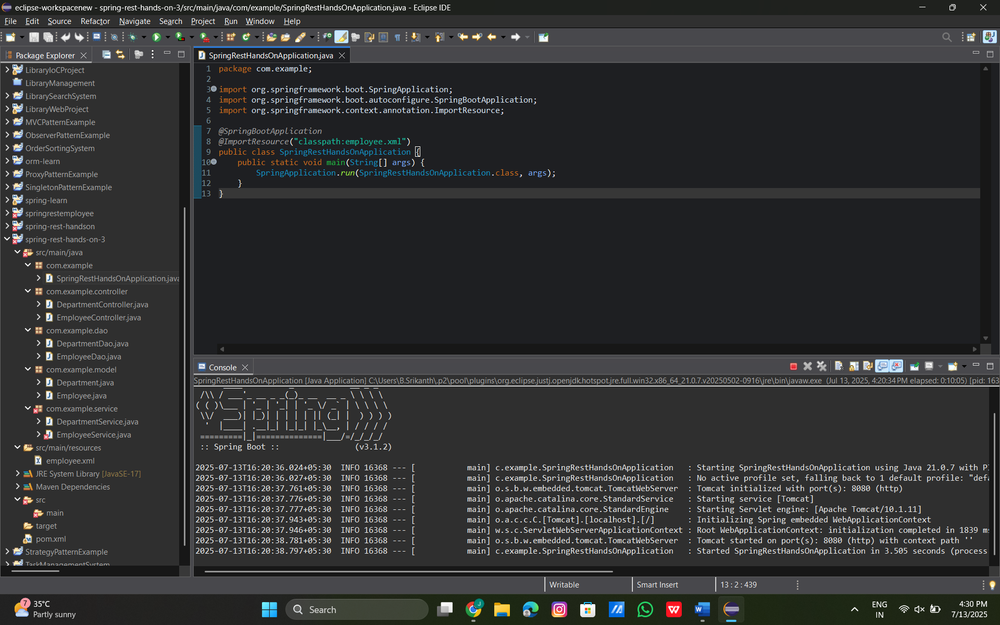 eclipse-workspacenew - spring-rest-hands-on-3/src/main/java/com/example/SpringRestHandsOnApplication.java - Eclipse IDE
File Edit Source Refactor Navigate Search Project Run Window Help
Package Explorer
LibraryIoCProject
LibraryManagement
LibrarySearchSystem
LibraryWebProject
MVCPatternExample
ObserverPatternExample
OrderSortingSystem
orm-learn
ProxyPatternExample
SingletonPatternExample
spring-learn
springrestemployee
spring-rest-handson
spring-rest-hands-on-3
src/main/java
com.example
SpringRestHandsOnApplication.java
com.example.controller
DepartmentController.java
EmployeeController.java
com.example.dao
DepartmentDao.java
EmployeeDao.java
com.example.model
Department.java
Employee.java
com.example.service
DepartmentService.java
EmployeeService.java
src/main/resources
employee.xml
JRE System Library [JavaSE-17]
Maven Dependencies
src
main
target
pom.xml
StrategyPatternExample
TaskManagementSystem
SpringRestHandsOnApplication.java
1 package com.example;
2
3 import org.springframework.boot.SpringApplication;
4 import org.springframework.boot.autoconfigure.SpringBootApplication;
5 import org.springframework.context.annotation.ImportResource;
6
7 @SpringBootApplication
8 @ImportResource("classpath:employee.xml")
9 public class SpringRestHandsOnApplication {
10 public static void main(String[] args) {
11 SpringApplication.run(SpringRestHandsOnApplication.class, args);
12 }
13 }
Console
SpringRestHandsOnApplication [Java Application] C:\Users\B.Srikanth\.p2\pool\plugins\org.eclipse.justj.openjdk.hotspot.jre.full.win32.x86_64_21.0.7.v20250502-0916\jre\bin\javaw.exe (Jul 13, 2025, 4:20:34 PM elapsed: 0:10:05) [pid: 163
:: Spring Boot :: (v3.1.2)
2025-07-13T16:20:36.024+05:30 INFO 16368 --- [ main] c.example.SpringRestHandsOnApplication : Starting SpringRestHandsOnApplication using Java 21.0.7 with PI
2025-07-13T16:20:36.027+05:30 INFO 16368 --- [ main] c.example.SpringRestHandsOnApplication : No active profile set, falling back to 1 default profile: "defa
2025-07-13T16:20:37.761+05:30 INFO 16368 --- [ main] o.s.b.w.embedded.tomcat.TomcatWebServer : Tomcat initialized with port(s): 8080 (http)
2025-07-13T16:20:37.776+05:30 INFO 16368 --- [ main] o.apache.catalina.core.StandardService : Starting service [Tomcat]
2025-07-13T16:20:37.777+05:30 INFO 16368 --- [ main] o.apache.catalina.core.StandardEngine : Starting Servlet engine: [Apache Tomcat/10.1.11]
2025-07-13T16:20:37.943+05:30 INFO 16368 --- [ main] o.a.c.c.C.[Tomcat].[localhost].[/] : Initializing Spring embedded WebApplicationContext
2025-07-13T16:20:37.946+05:30 INFO 16368 --- [ main] w.s.c.ServletWebServerApplicationContext : Root WebApplicationContext: initialization completed in 1839 ms
2025-07-13T16:20:38.781+05:30 INFO 16368 --- [ main] o.s.b.w.embedded.tomcat.TomcatWebServer : Tomcat started on port(s): 8080 (http) with context path ''
2025-07-13T16:20:38.797+05:30 INFO 16368 --- [ main] c.example.SpringRestHandsOnApplication : Started SpringRestHandsOnApplication in 3.505 seconds (process
Writable Smart Insert 13 : 2 : 439
7
35°C
Partly sunny
Search
J
ENG
IN
4:30 PM
7/13/2025